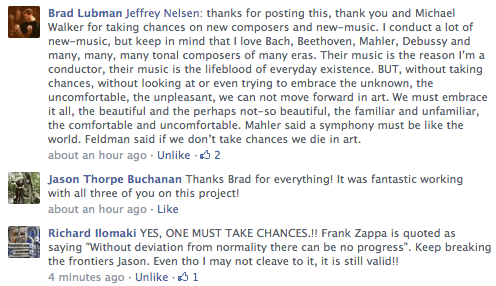 Brad Lubman Jeffrey Nelsen: thanks for posting this, thank you and Michael
Walker for taking chances on new composers and new-music. I conduct a lot of
new-music, but keep in mind that I love Bach, Beethoven, Mahler, Debussy and
many, many, many tonal composers of many eras. Their music is the reason I'm a
conductor, their music is the lifeblood of everyday existence. BUT, without taking
chances, without looking at or even trying to embrace the unknown, the
uncomfortable, the unpleasant, we can not move forward in art. We must embrace
it all, the beautiful and the perhaps not-so beautiful, the familiar and unfamiliar,
the comfortable and uncomfortable. Mahler said a symphony must be like the
world. Feldman said if we don't take chances we die in art.
about an hour ago · Unlike · 2
Jason Thorpe Buchanan Thanks Brad for everything! It was fantastic working
with all three of you on this project!
about an hour ago · Like
Richard Ilomaki YES, ONE MUST TAKE CHANCES.!! Frank Zappa is quoted as
saying "Without deviation from normality there can be no progress". Keep breaking
the frontiers Jason. Even tho I may not cleave to it, it is still valid!!
4 minutes ago · Unlike · 1